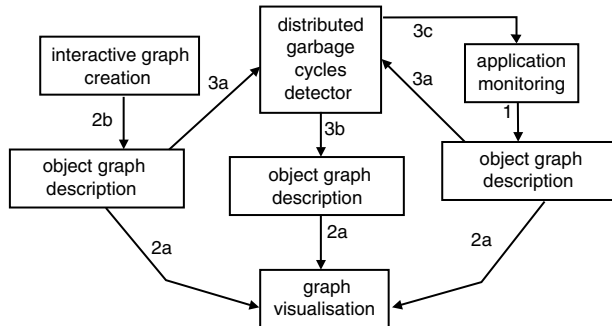 distributed
garbage
cycles
detector
3c
interactive graph
creation
application
monitoring
3a
3a
2b
3b
1
object graph
description
object graph
description
object graph
description
2a
2a
2a
graph
visualisation